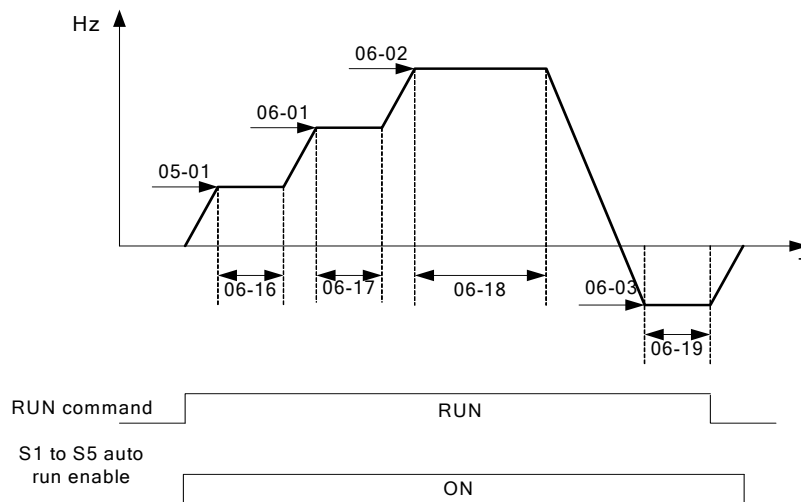 Hz
06-02
06-01
05-01
06-16
06-17
06-18
06-03
06-19
RUN command
RUN
S1 to S5 auto
run enable
ON